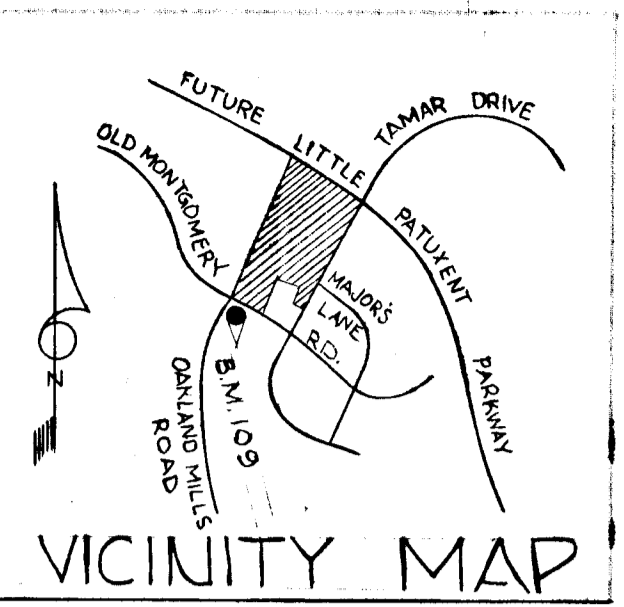 FUTURE LITTLE PATUXENT PARKWAY
TAMAR DRIVE
OLD MONTGOMERY RD.
MAJOR'S
LANE
B.M. 109
OAKLAND MILLS
ROAD
N
VICINITY MAP